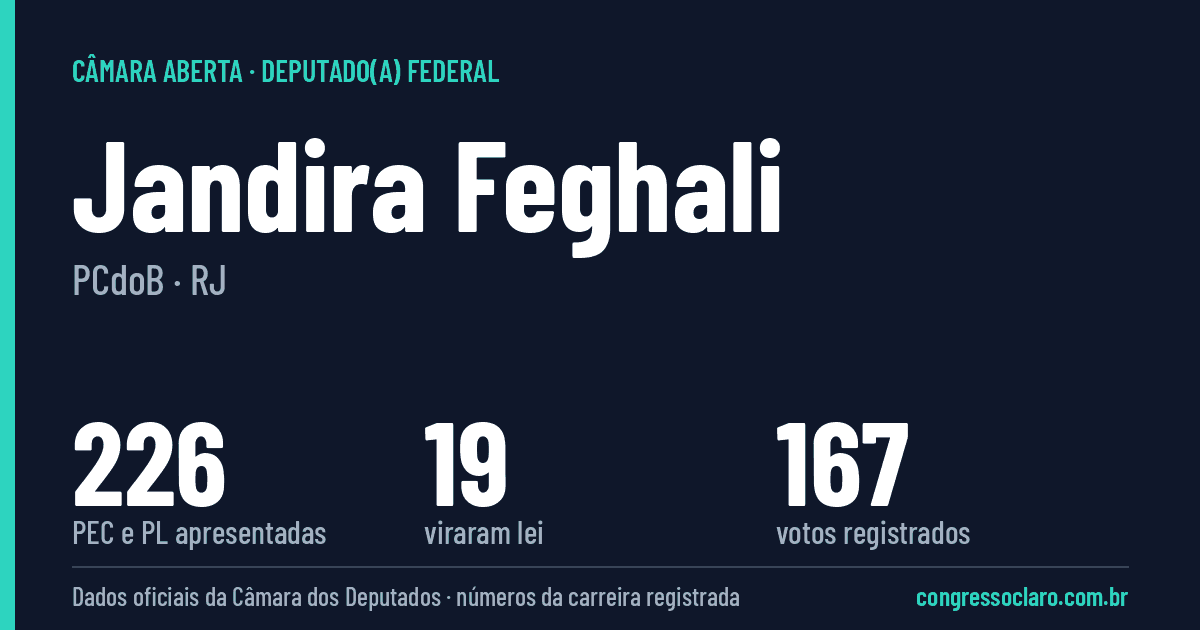 CÂMARA ABERTA · DEPUTADO(A) FEDERAL
Jandira Feghali
PCdoB · RJ
226 19 167
PEC e PL apresentadas viraram lei votos registrados
Dados oficiais da Câmara dos Deputados · números da carreira registrada congressoclaro.com.br